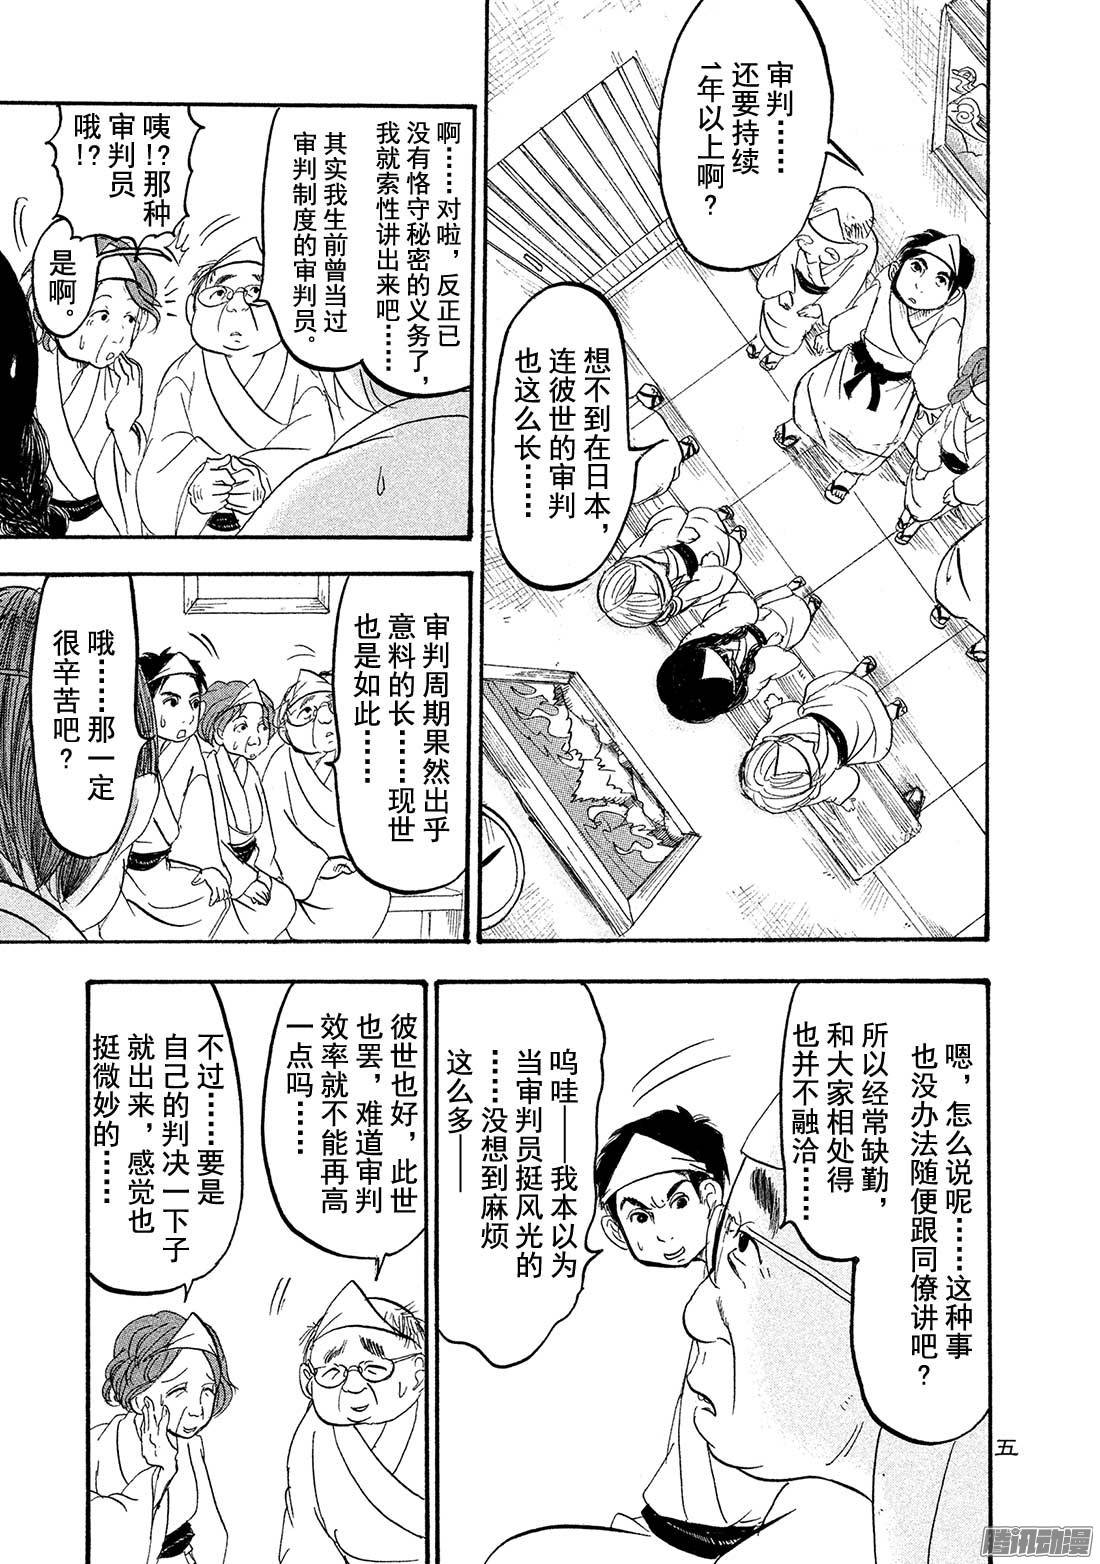 审判……
还要持续
一年以上啊？
想不到在日本，
连彼世的审判
也这么长……
啊……对啦，反正已
没有恪守秘密的义务了，
我就索性讲出来吧……
其实我生前曾当过
审判制度的审判员。
咦！？那种
审判员
哦！？
是啊。
审判周期果然出乎
意料的长……现世
也是如此……
哦……那一定
很辛苦吧？
嗯，怎么说呢……这种事
也没办法随便跟同僚讲吧？
所以经常缺勤，
和大家相处得
也并不融洽……
呜哇——我本以为
当审判员挺风光的
……没想到麻烦
这么多——
彼世也好，此世
也罢，难道审判
效率就不能再高
一点吗……
不过……要是
自己的判决一下子
就出来，感觉也
挺微妙的……
五
腾讯动漫